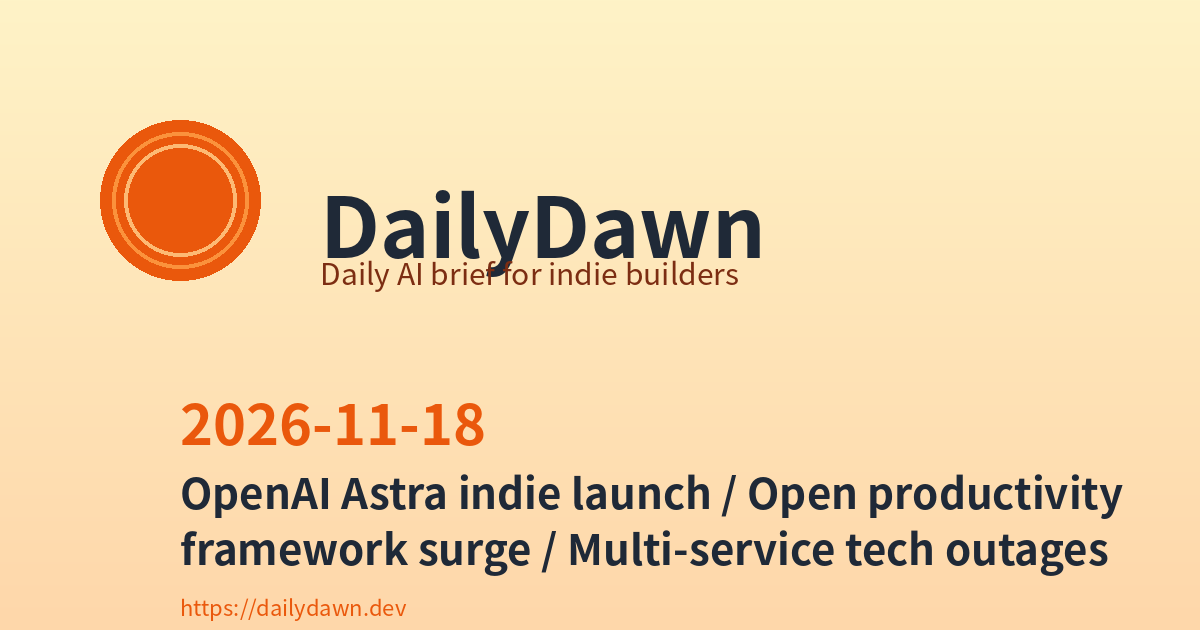 DailyDawn
Daily AI brief for indie builders
2026-11-18
OpenAI Astra indie launch / Open productivity
framework surge / Multi-service tech outages
https://dailydawn.dev